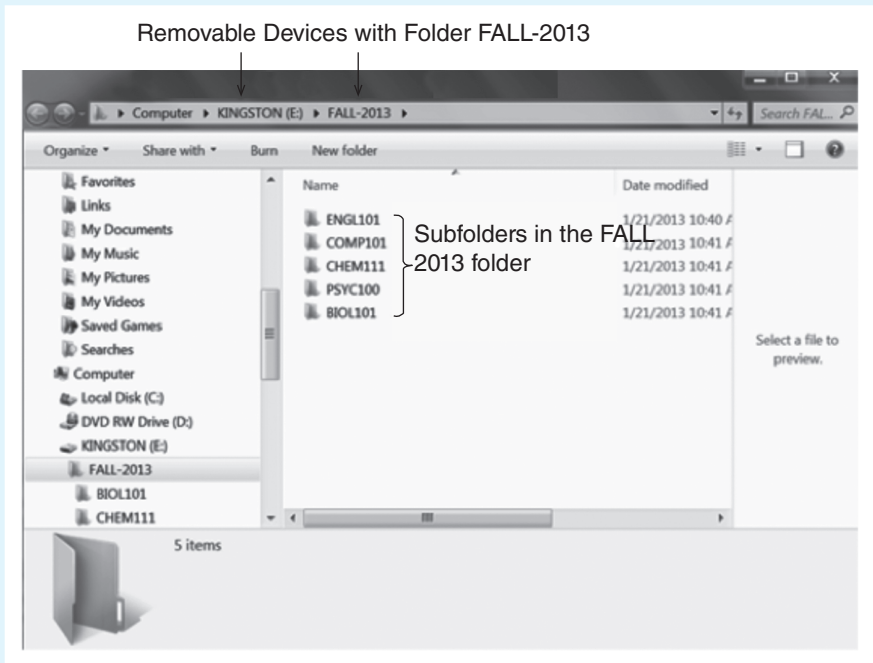 Removable Devices with Folder FALL-2013
Computer KINGSTON (E:) FALL-2013
Search FAL...
Organize Share with Burn New folder
Favorites
Links
My Documents
My Music
My Pictures
My Videos
Saved Games
Searches
Computer
Local Disk (C:)
DVD RW Drive (D:)
KINGSTON (E:)
FALL-2013
BIOL101
CHEM111
Name Date modified
ENGL101 1/21/2013 10:40 A
COMP101 1/21/2013 10:41 A
CHEM111 1/21/2013 10:41 A
PSYC100 1/21/2013 10:41 A
BIOL101 1/21/2013 10:41 A
Subfolders in the FALL
2013 folder
Select a file to
preview.
5 items